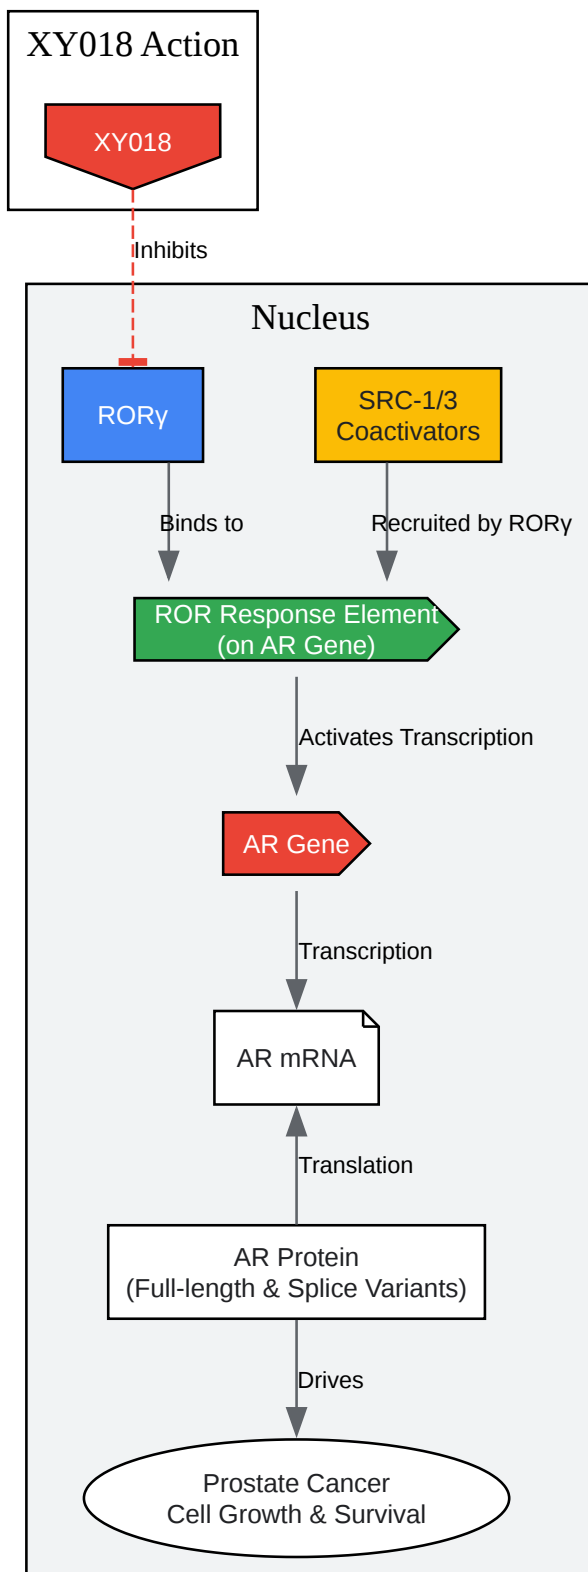 XY018 Action
XY018
Inhibits
Nucleus
RORγ
SRC-1/3
Coactivators
Binds to
Recruited by RORγ
ROR Response Element
(on AR Gene)
Activates Transcription
AR Gene
Transcription
AR mRNA
Translation
AR Protein
(Full-length & Splice Variants)
Drives
Prostate Cancer
Cell Growth & Survival